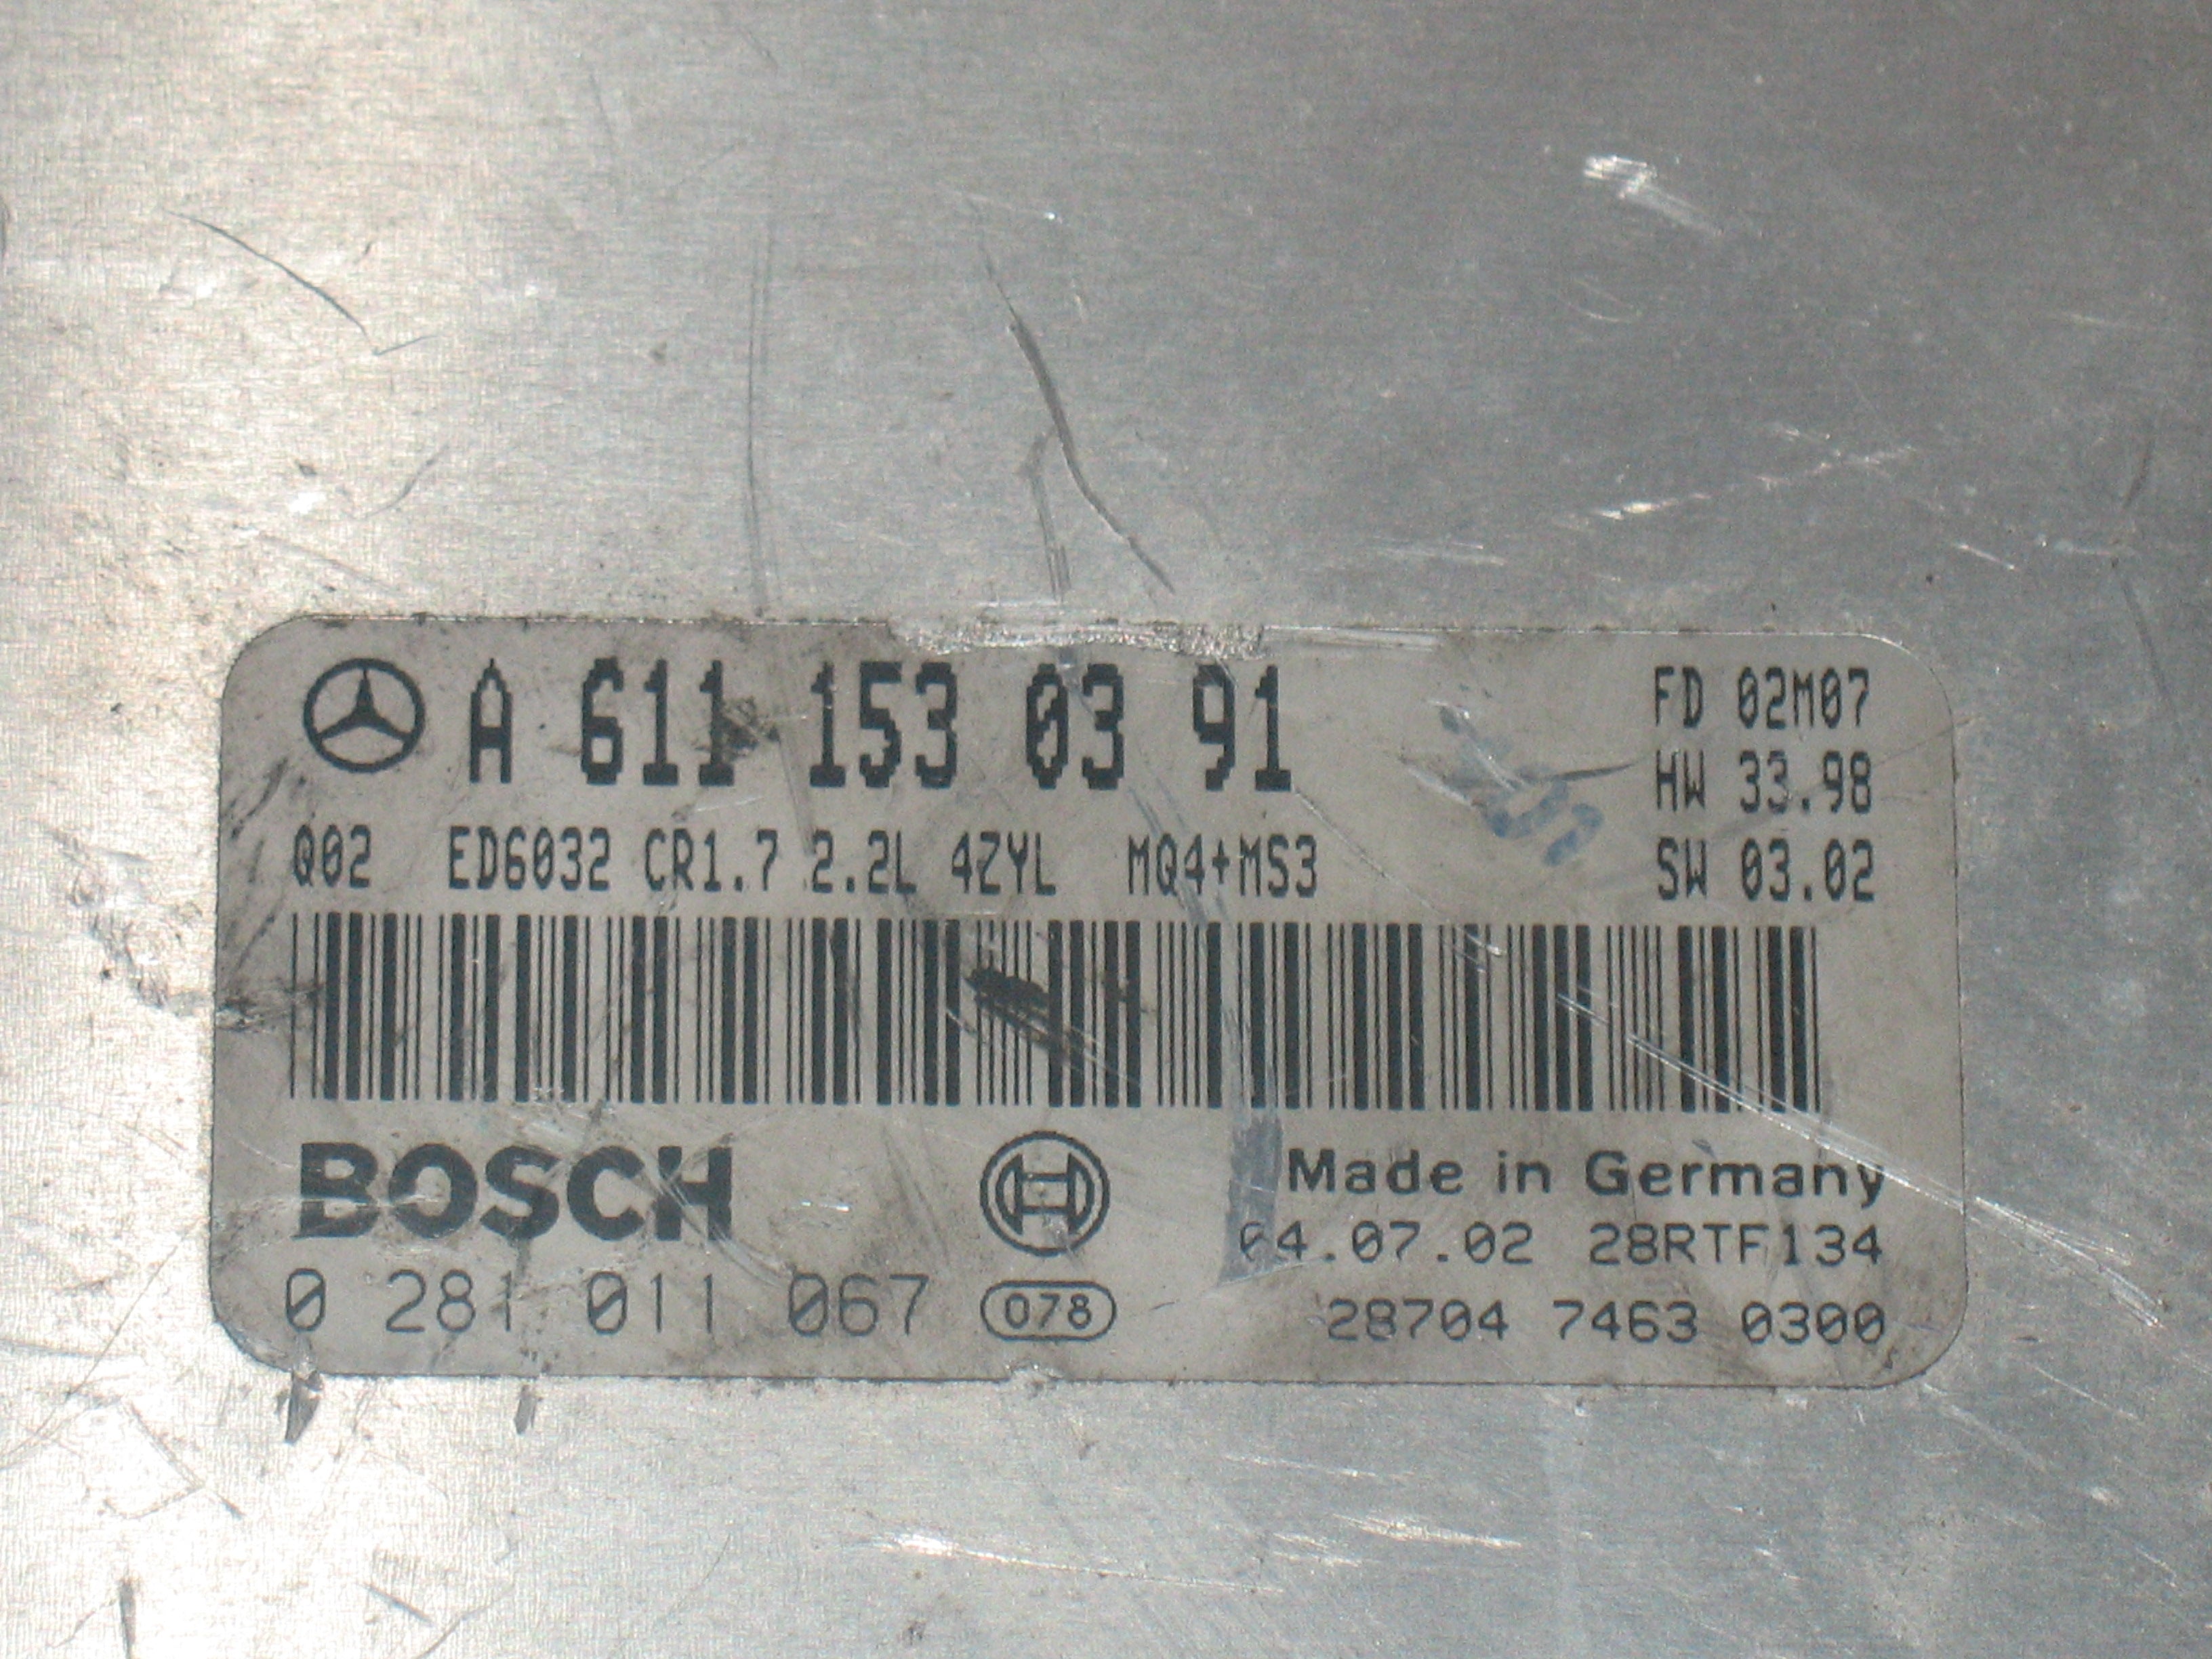 A 611 153 03 91
FD 02M07
HW 33.98
SW 03.02
Q02 ED6032 CR1.7 2.2L 4ZYL MQ4+MS3
BOSCH
Made in Germany
04.07.02 28RTF134
0 281 011 067 078
28704 7463 0300